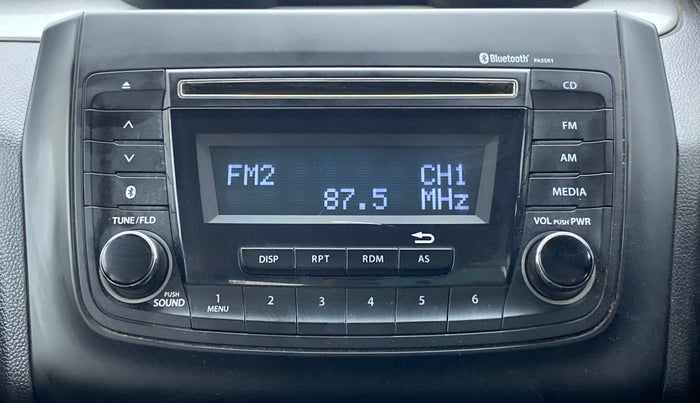 Bluetooth® PA5SR1
CD
FM
AM
MEDIA
FM2 CH1
87.5 MHz
TUNE/FLD
VOL PUSH PWR
DISP RPT RDM AS
PUSH
SOUND
1 2 3 4 5 6
MENU